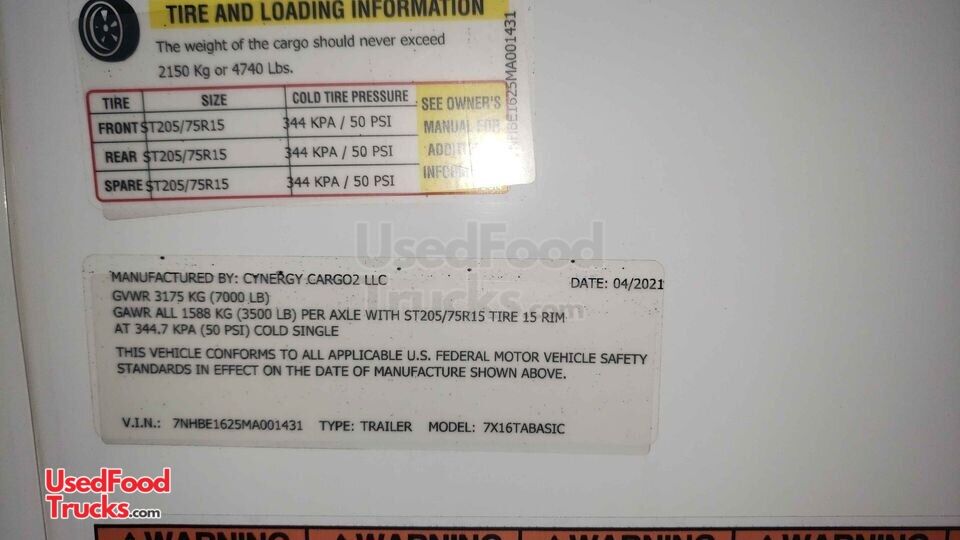 TIRE AND LOADING INFORMATION
The weight of the cargo should never exceed
2150 Kg or 4740 Lbs.
TIRE SIZE COLD TIRE PRESSURE SEE OWNER'S
FRONT ST205/75R15 344 KPA / 50 PSI MANUAL FOR
REAR ST205/75R15 344 KPA / 50 PSI
SPARE ST205/75R15 344 KPA / 50 PSI
NHBE1625MA001431
UsedFood
Trucks.com
MANUFACTURED BY: CYNERGY CARGO2 LLC DATE: 04/2021
GVWR 3175 KG (7000 LB)
GAWR ALL 1588 KG (3500 LB) PER AXLE WITH ST205/75R15 TIRE 15 RIM
AT 344.7 KPA (50 PSI) COLD SINGLE
THIS VEHICLE CONFORMS TO ALL APPLICABLE U.S. FEDERAL MOTOR VEHICLE SAFETY
STANDARDS IN EFFECT ON THE DATE OF MANUFACTURE SHOWN ABOVE.
V.I.N.: 7NHBE1625MA001431 TYPE: TRAILER MODEL: 7X16TABASIC
UsedFood
Trucks.com
WARNING WARNING WARNING WARNING